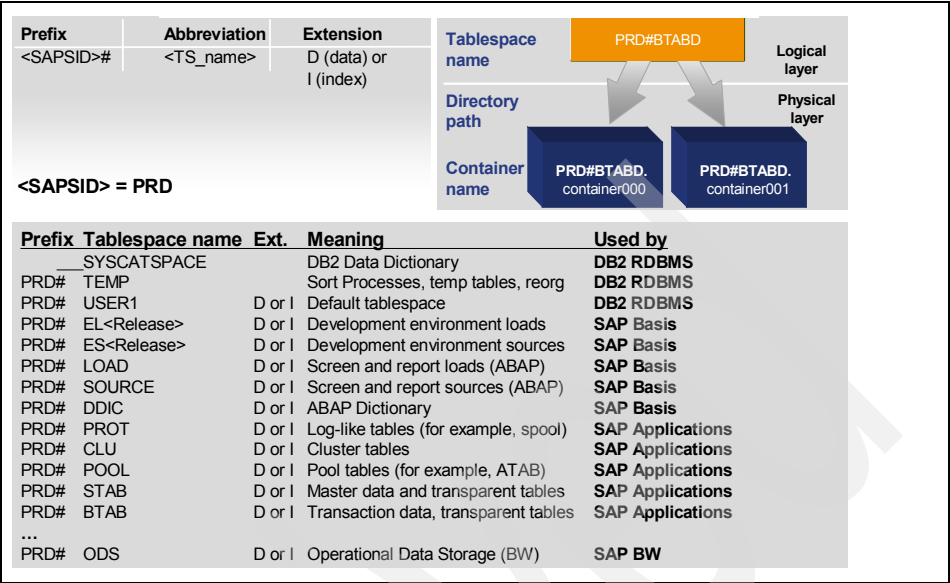 Prefix Abbreviation Extension
<SAPSID># <TS_name> D (data) or
I (index)
<SAPSID> = PRD
Tablespace
name
PRD#BTABD
Logical
layer
Directory
path
Physical
layer
Container
name
PRD#BTABD.
container000
PRD#BTABD.
container001
Prefix Tablespace name Ext. Meaning Used by
___SYSCATSPACE DB2 Data Dictionary DB2 RDBMS
PRD# TEMP Sort Processes, temp tables, reorg DB2 RDBMS
PRD# USER1 D or I Default tablespace DB2 RDBMS
PRD# EL<Release> D or I Development environment loads SAP Basis
PRD# ES<Release> D or I Development environment sources SAP Basis
PRD# LOAD D or I Screen and report loads (ABAP) SAP Basis
PRD# SOURCE D or I Screen and report sources (ABAP) SAP Basis
PRD# DDIC D or I ABAP Dictionary SAP Basis
PRD# PROT D or I Log-like tables (for example, spool) SAP Applications
PRD# CLU D or I Cluster tables SAP Applications
PRD# POOL D or I Pool tables (for example, ATAB) SAP Applications
PRD# STAB D or I Master data and transparent tables SAP Applications
PRD# BTAB D or I Transaction data, transparent tables SAP Applications
...
PRD# ODS D or I Operational Data Storage (BW) SAP BW